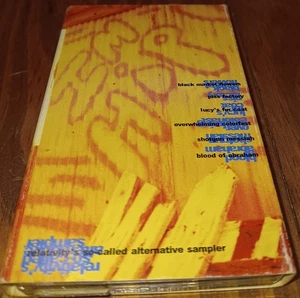 black market flowers
piss factory
lucy's fur coat
overwhelming colorfast
shotgun messiah
blood of abraham
relativity's so-called alternative sampler